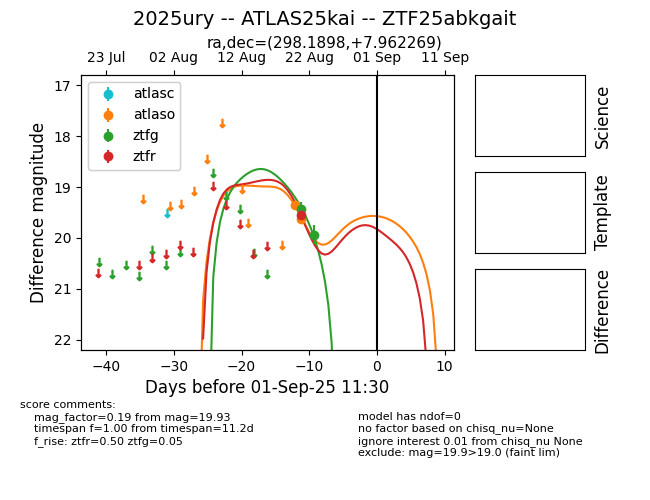 2025ury -- ATLAS25kai -- ZTF25abkgait
ra,dec=(298.1898,+7.962269)
23 Jul 02 Aug 12 Aug 22 Aug 01 Sep 11 Sep
atlasc
atlaso
ztfg
ztfr
17
18
19
20
21
22
Difference magnitude
−40 −30 −20 −10 0 10
Days before 01-Sep-25 11:30
Science
Template
Difference
score comments:
mag_factor=0.19 from mag=19.93
timespan f=1.00 from timespan=11.2d
f_rise: ztfr=0.50 ztfg=0.05
model has ndof=0
no factor based on chisq_nu=None
ignore interest 0.01 from chisq_nu None
exclude: mag=19.9>19.0 (faint lim)